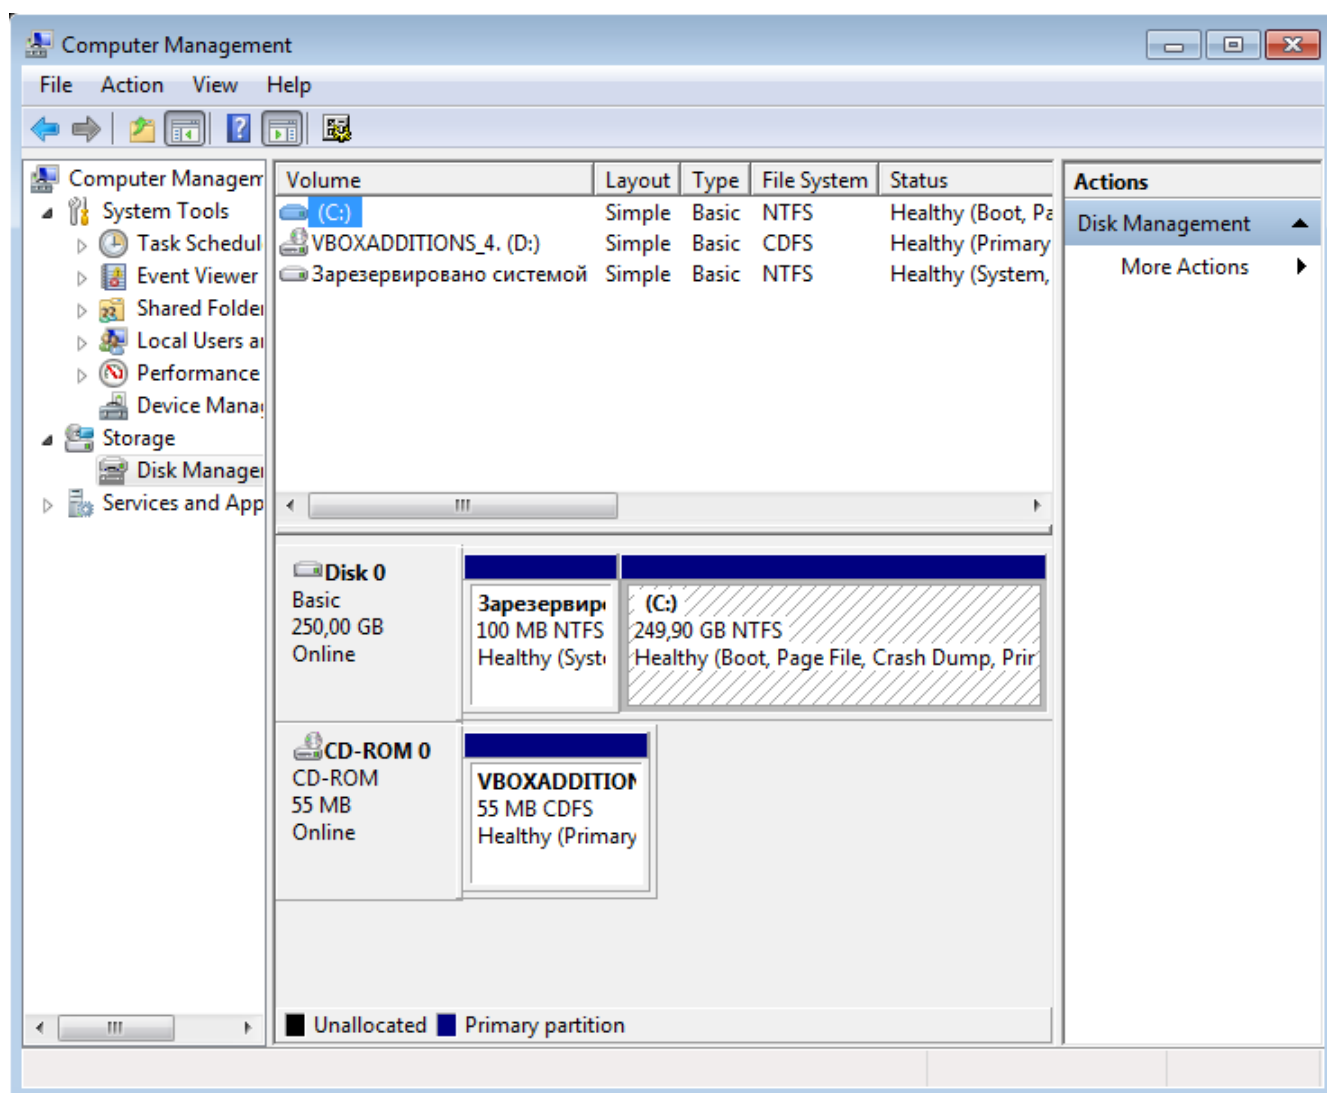 Computer Management
File Action View Help
Computer Managem
System Tools
Task Schedul
Event Viewer
Shared Folder
Local Users a
Performance
Device Mana
Storage
Disk Manage
Services and App
Volume Layout Type File System Status
(C:) Simple Basic NTFS Healthy (Boot, Pa
VBOXADDITIONS_4. (D:) Simple Basic CDFS Healthy (Primary
Зарезервировано системой Simple Basic NTFS Healthy (System,
Actions
Disk Management
More Actions
Disk 0
Basic
250,00 GB
Online
Зарезервир
100 MB NTFS
Healthy (Syst
(C:)
249,90 GB NTFS
Healthy (Boot, Page File, Crash Dump, Prir
CD-ROM 0
CD-ROM
55 MB
Online
VBOXADDITION
55 MB CDFS
Healthy (Primary
Unallocated Primary partition